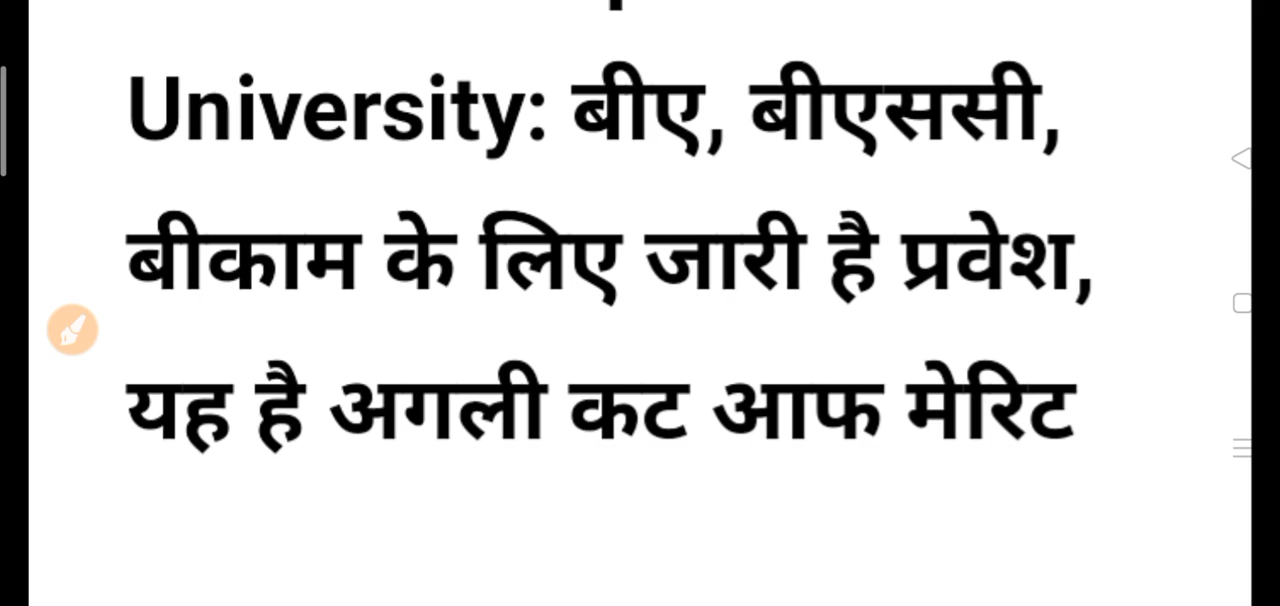 University: बीए, बीएससी,
बीकाम के लिए जारी है प्रवेश,
यह है अगली कट आफ मेरिट